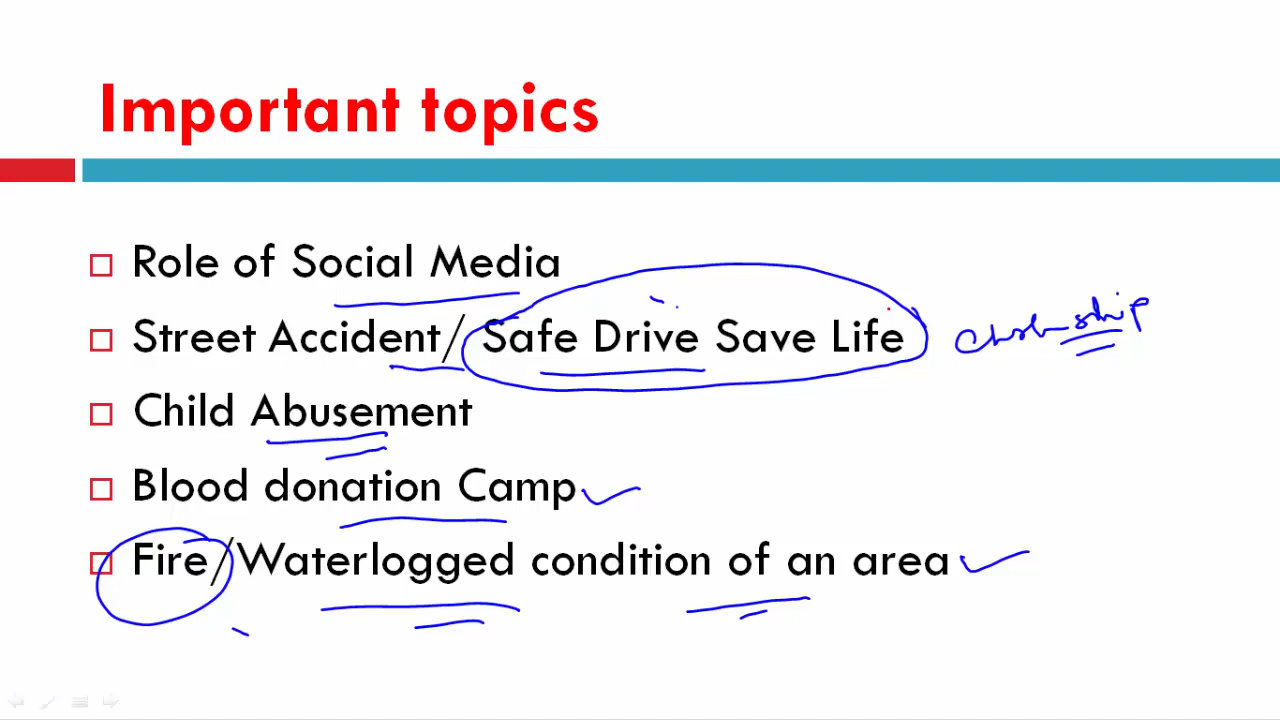 Important topics
Role of Social Media
Street Accident/ Safe Drive Save Life
Child Abusement
Blood donation Camp
Fire/Waterlogged condition of an area